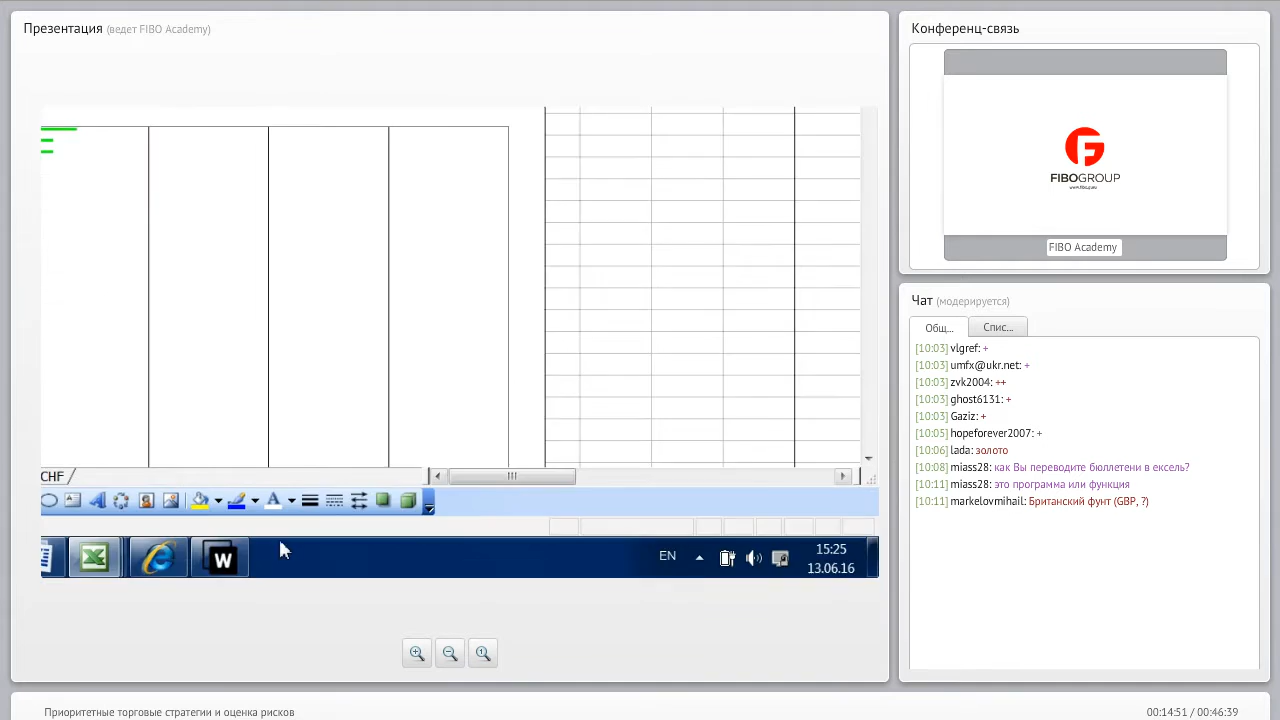 Презентация (ведет FIBO Academy)
CHF
EN
15:25
13.06.16
Конференц-связь
FIBOGROUP
FIBO Academy
Чат (модерируется)
Общ...
Спис...
[10:03] vlgref: +
[10:03] umfx@ukr.net: +
[10:03] zvk2004: ++
[10:03] ghost6131: +
[10:03] Gaziz: +
[10:05] hopeforever2007: +
[10:06] lada: золото
[10:08] miass28: как Вы переводите бюллетени в ексель?
[10:11] miass28: это программа или функция
[10:11] markelovmihail: Британский фунт (GBP, ?)
Приоритетные торговые стратегии и оценка рисков
00:14:51 / 00:46:39